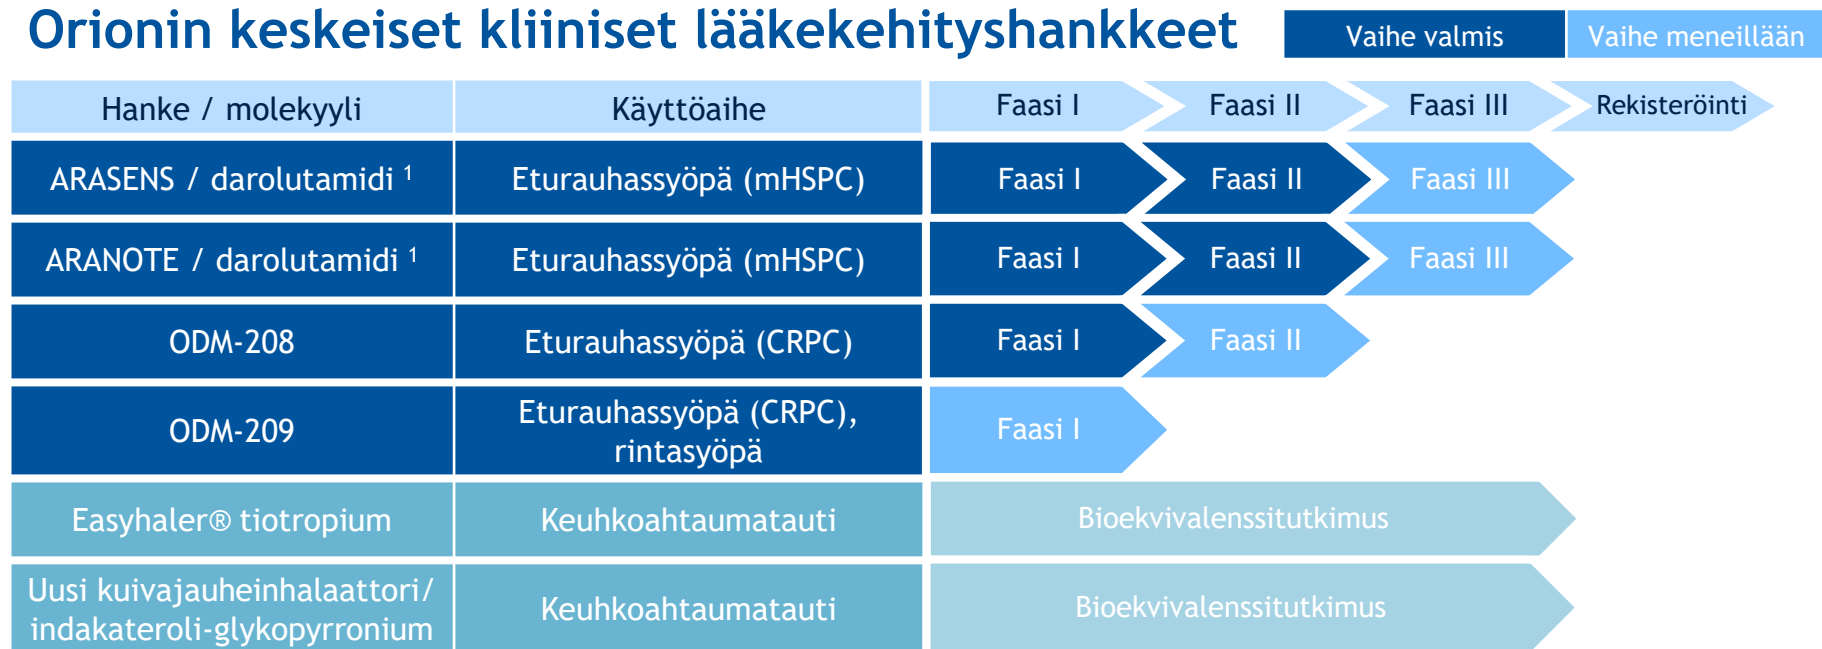 Orionin keskeiset kliiniset lääkekehityshankkeet
Vaihe valmis
Vaihe meneillään
Hanke / molekyyli
Käyttöaihe
Faasi I
Faasi II
Faasi III
Rekisteröinti
ARASENS / darolutamidi ¹
Eturauhassyöpä (mHSPC)
Faasi I
Faasi II
Faasi III
ARANOTE / darolutamidi ¹
Eturauhassyöpä (mHSPC)
Faasi I
Faasi II
Faasi III
ODM-208
Eturauhassyöpä (CRPC)
Faasi I
Faasi II
ODM-209
Eturauhassyöpä (CRPC),
rintasyöpä
Faasi I
Easyhaler® tiotropium
Keuhkoahtaumatauti
Bioekvivalenssitutkimus
Uusi kuivajauheinhalaattori/
indakateroli-glykopyrronium
Keuhkoahtaumatauti
Bioekvivalenssitutkimus